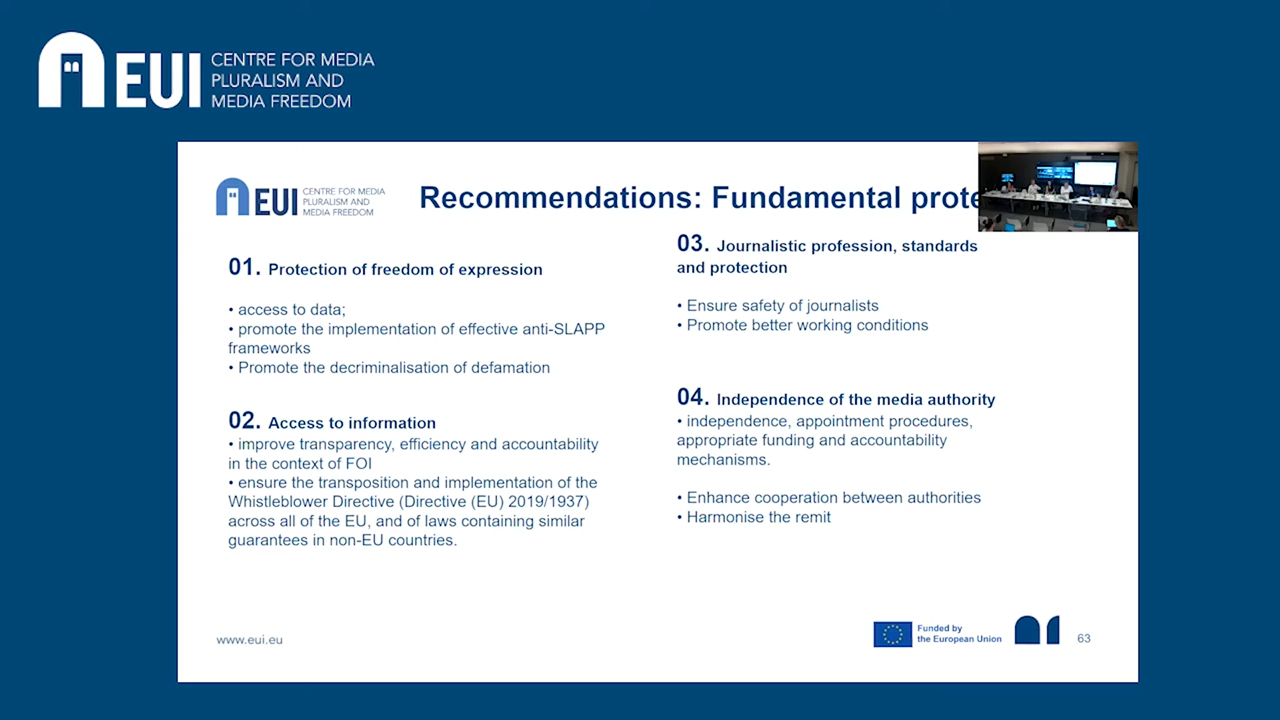 EUI
CENTRE FOR MEDIA
PLURALISM AND
MEDIA FREEDOM
EUI
CENTRE FOR MEDIA
PLURALISM AND
MEDIA FREEDOM
Recommendations: Fundamental
01. Protection of freedom of expression
• access to data;
• promote the implementation of effective anti-SLAPP
frameworks
• Promote the decriminalisation of defamation
02. Access to information
• improve transparency, efficiency and accountability
in the context of FOI
• ensure the transposition and implementation of the
Whistleblower Directive (Directive (EU) 2019/1937)
across all of the EU, and of laws containing similar
guarantees in non-EU countries.
03. Journalistic profession, standards
and protection
• Ensure safety of journalists
• Promote better working conditions
04. Independence of the media authority
• independence, appointment procedures,
appropriate funding and accountability
mechanisms.
• Enhance cooperation between authorities
• Harmonise the remit
www.eui.eu
Funded by
the European Union
63